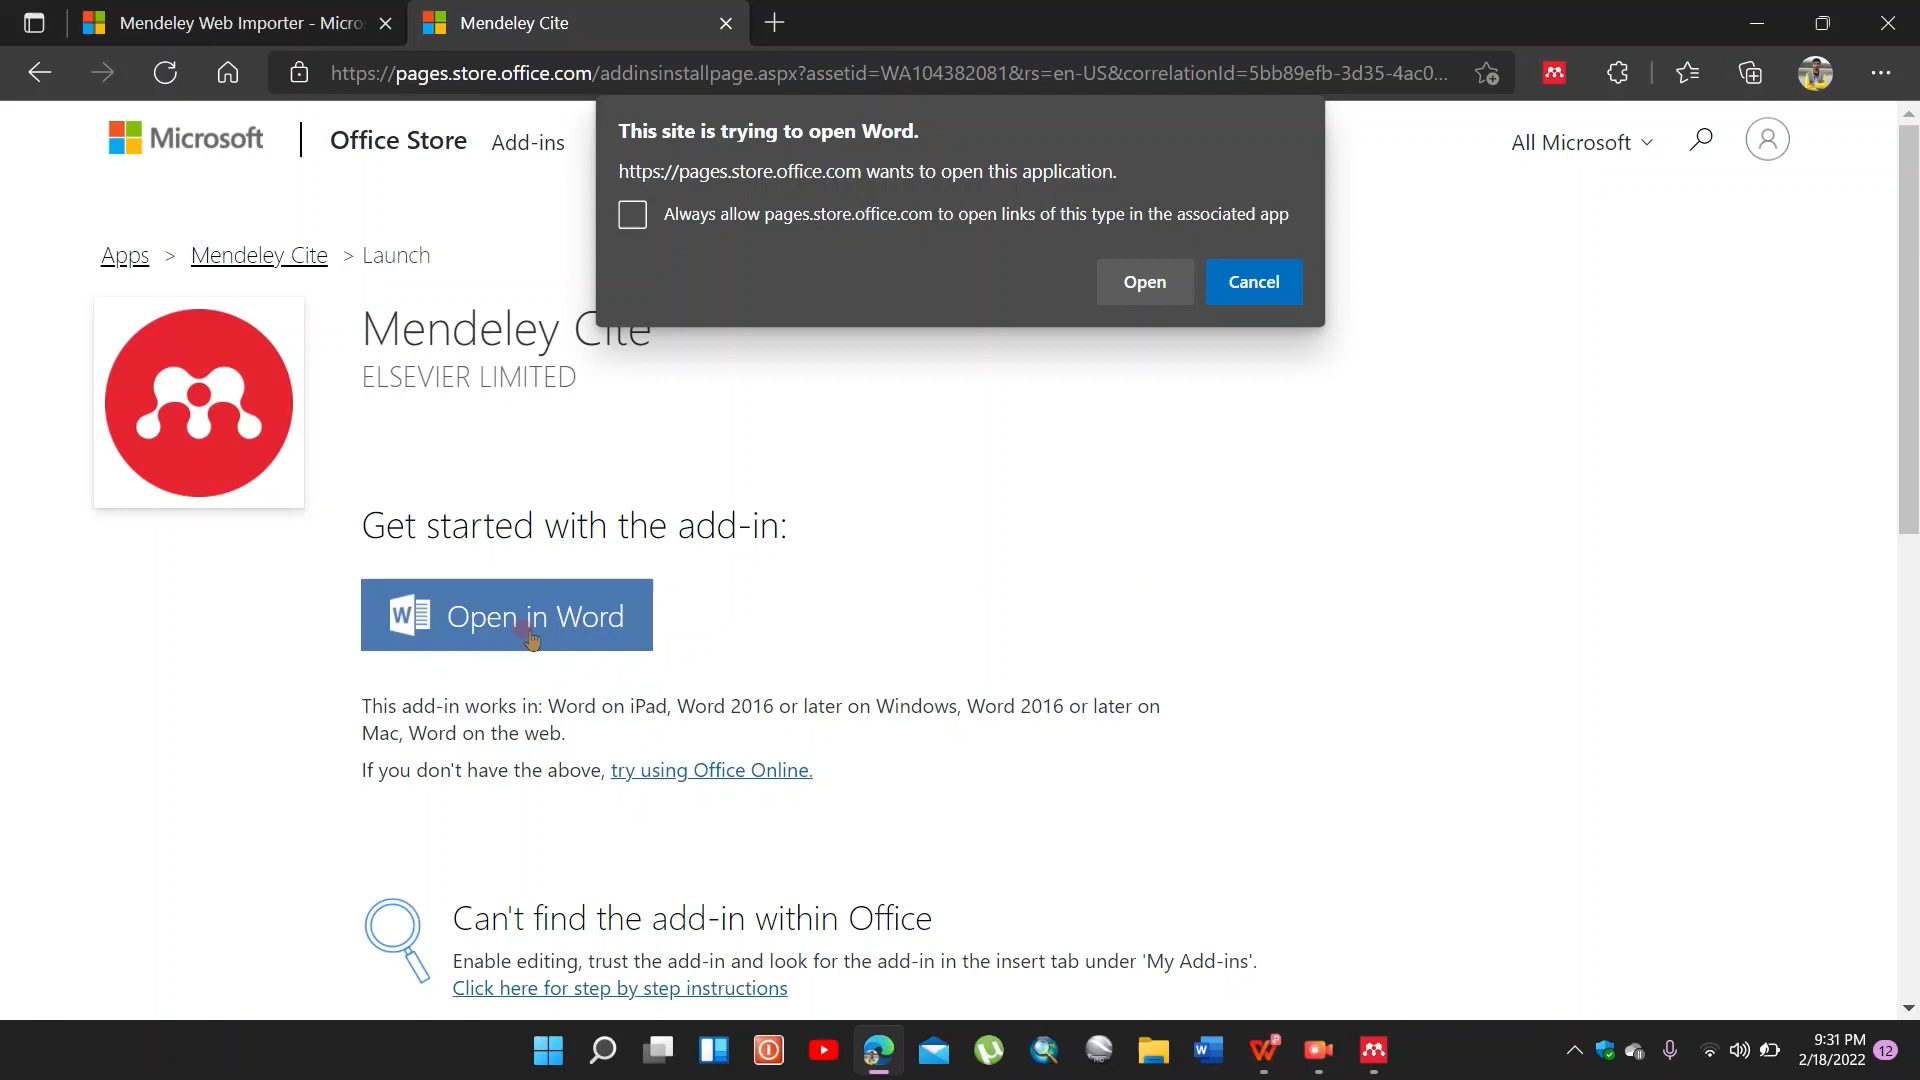 Mendeley Web Importer - Micro
Mendeley Cite
https://pages.store.office.com/addinsinstallpage.aspx?assetid=WA104382081&rs=en-US&correlationId=5bb89efb-3d35-4ac0...
Microsoft
Office Store
Add-ins
All Microsoft
This site is trying to open Word.
https://pages.store.office.com wants to open this application.
Always allow pages.store.office.com to open links of this type in the associated app
Open
Cancel
Apps > Mendeley Cite > Launch
Mendeley Cite
ELSEVIER LIMITED
Get started with the add-in:
Open in Word
This add-in works in: Word on iPad, Word 2016 or later on Windows, Word 2016 or later on
Mac, Word on the web.
If you don't have the above, try using Office Online.
Can't find the add-in within Office
Enable editing, trust the add-in and look for the add-in in the insert tab under 'My Add-ins'.
Click here for step by step instructions
9:31 PM
2/18/2022
12